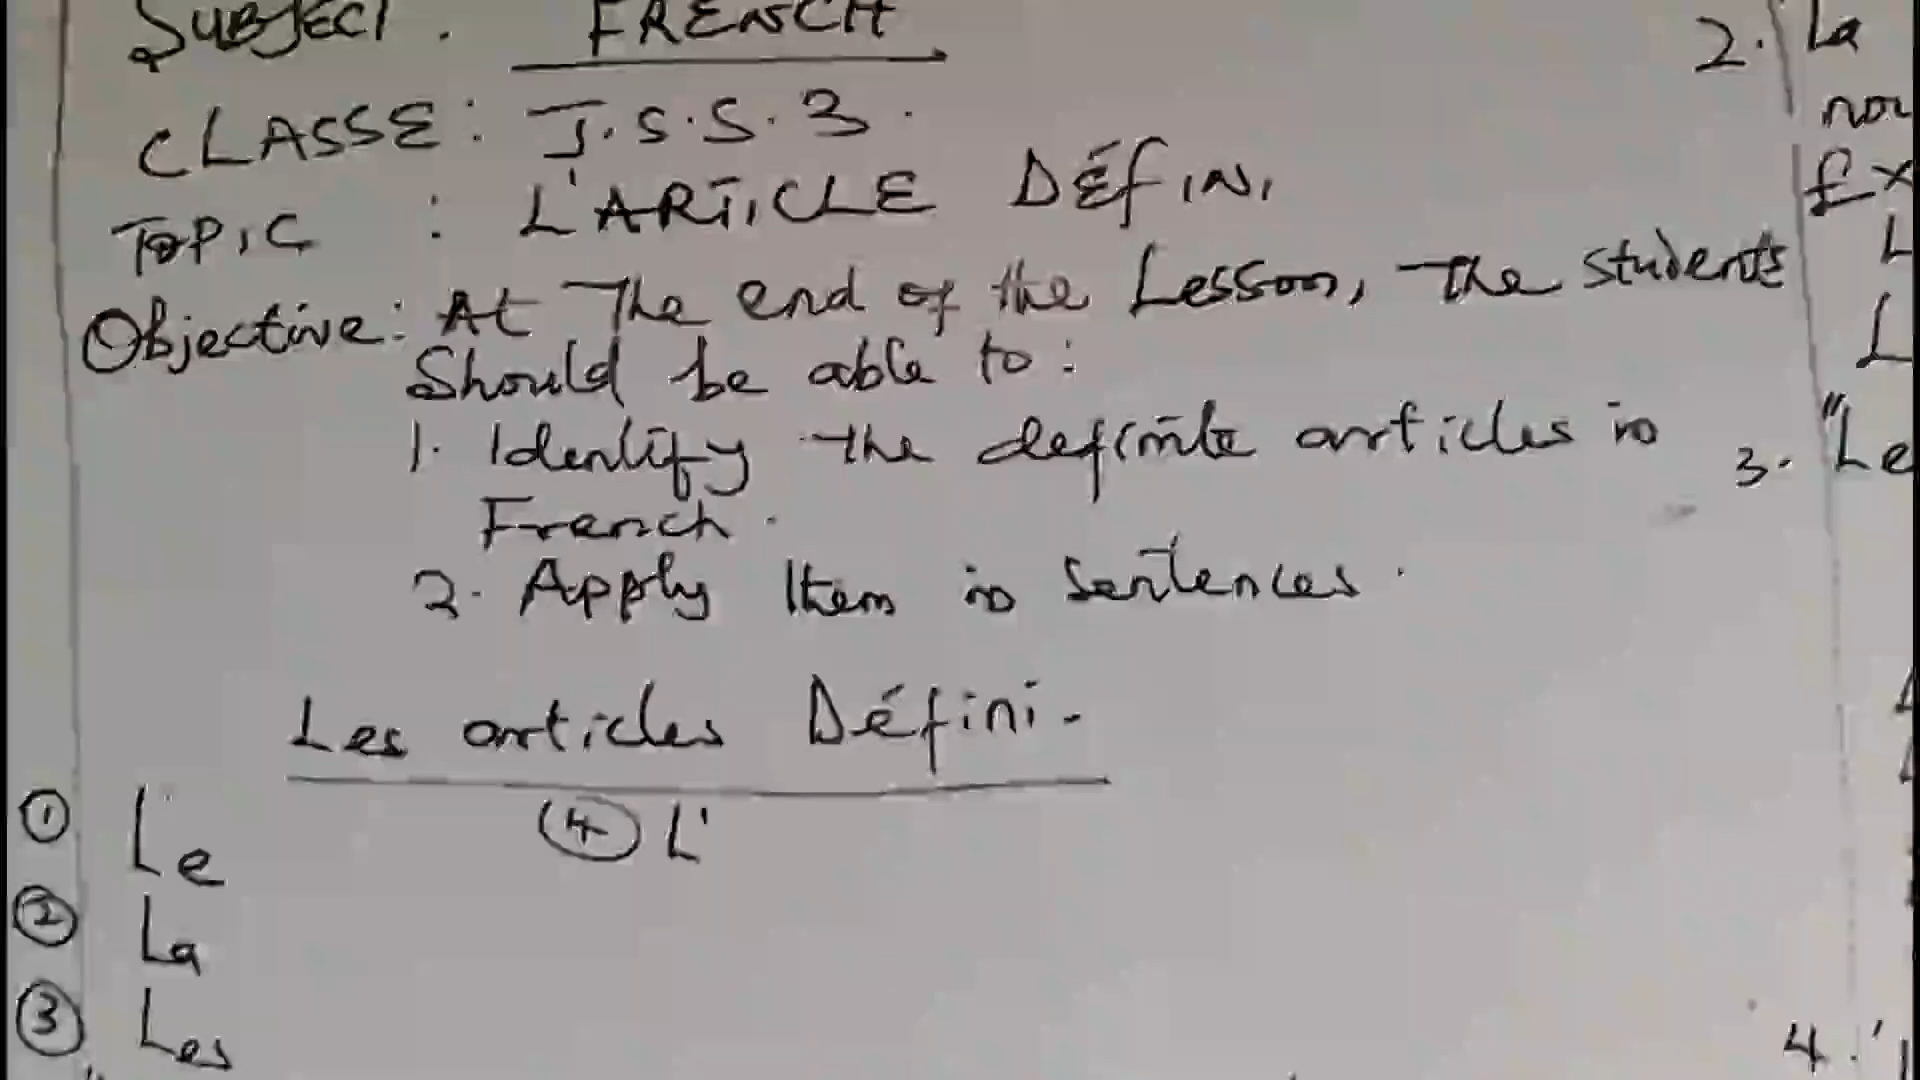 SUBJECT. FRENCH
CLASSE: J.S.S.3.
TOPIC : L'ARTICLE DÉFINI
Objective: At the end of the Lesson, the students
Should be able to:
1. Identify the definite articles in
French.
2. Apply them in Sentences.
Les articles Défini.
① Le
④ L'
② La
③ Les
2. La
nou
Ex
L
L
3. "Le
4. '